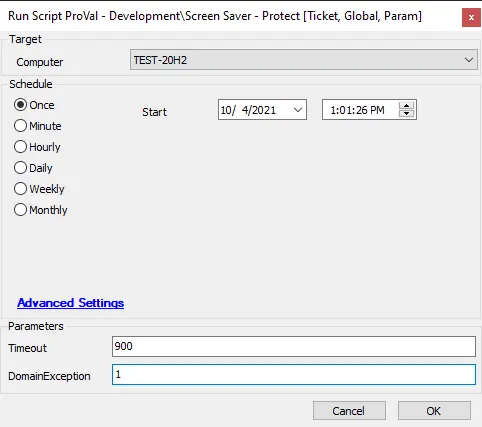 Run Script ProVal - Development\Screen Saver - Protect [Ticket, Global, Param]
x
Target
Computer
TEST-20H2
Schedule
Once
Start
10/ 4/2021
1:01:26 PM
Minute
Hourly
Daily
Weekly
Monthly
Advanced Settings
Parameters
Timeout
900
DomainException
1
Cancel
OK